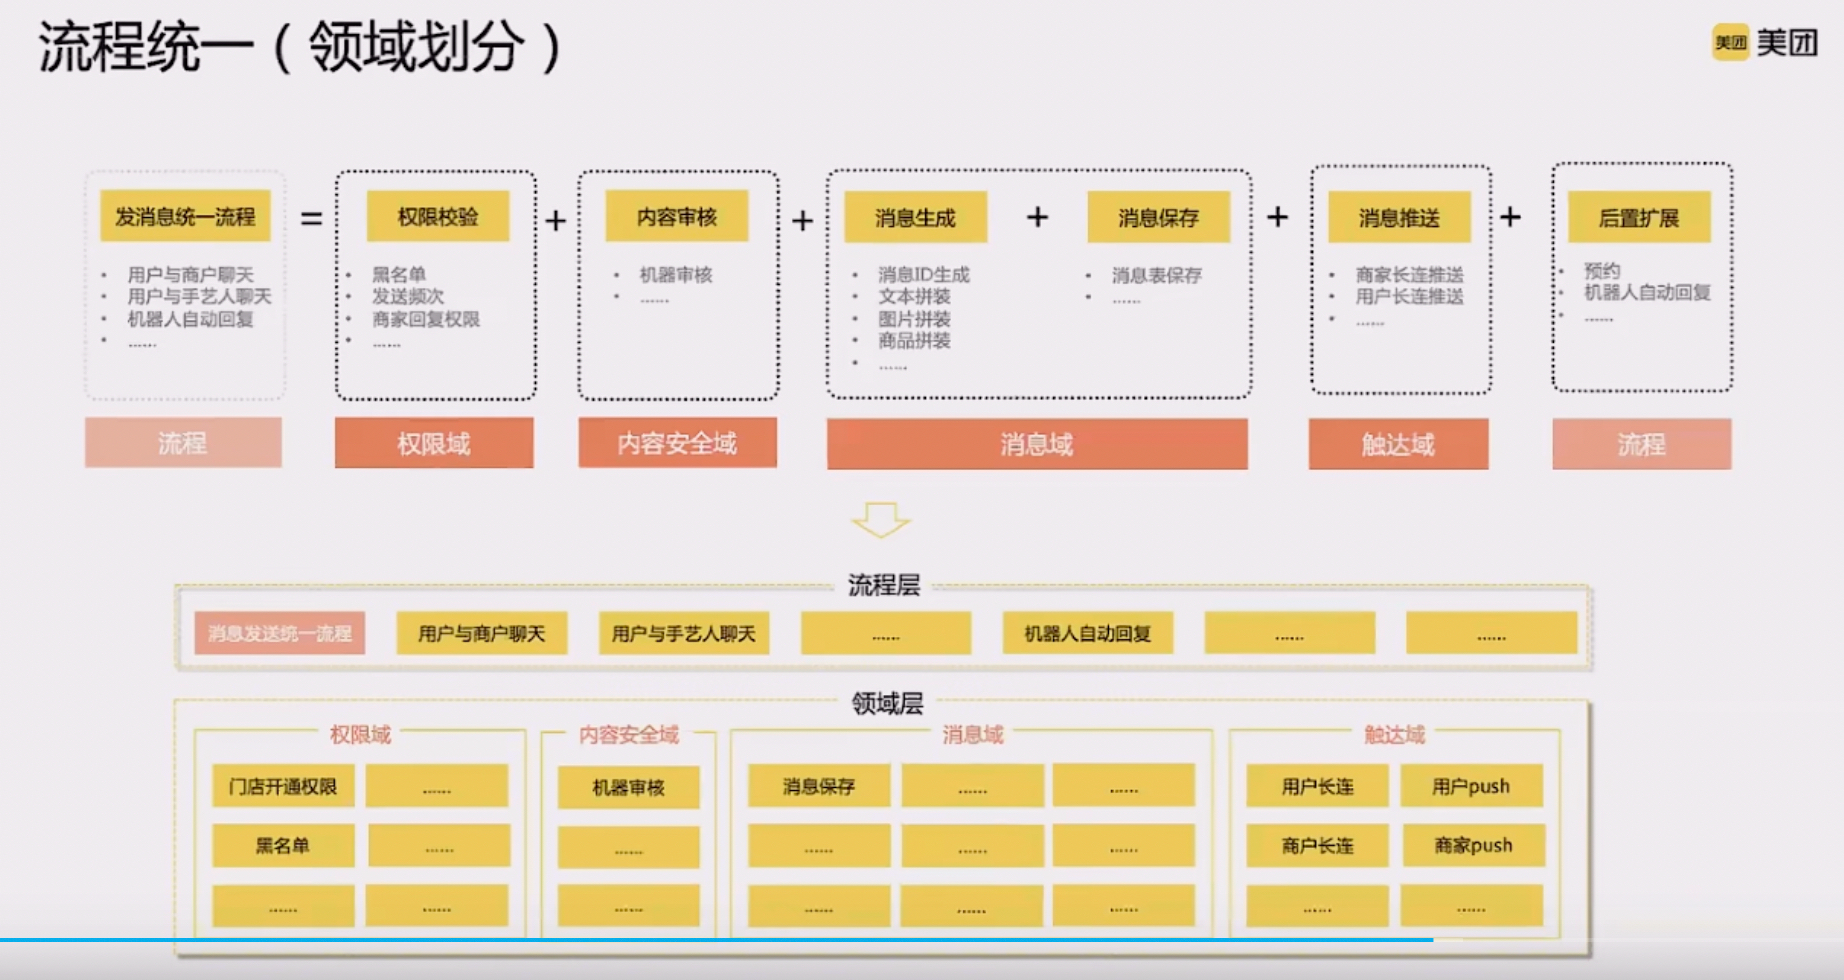 流程统一（领域划分）
美团 美团
发消息统一流程 = 权限校验 + 内容审核 + 消息生成 + 消息保存 + 消息推送 + 后置扩展
• 用户与商户聊天
• 用户与手艺人聊天
• 机器人自动回复
• ......
• 黑名单
• 发送频次
• 商家回复权限
• ......
• 机器审核
• ......
• 消息ID生成
• 文本拼装
• 图片拼装
• 商品拼装
• ......
• 消息表保存
• ......
• 商家长连推送
• 用户长连推送
• ......
• 预约
• 机器人自动回复
• ......
流程 权限域 内容安全域 消息域 触达域 流程
流程层
消息发送统一流程 用户与商户聊天 用户与手艺人聊天 ...... 机器人自动回复 ...... ......
领域层
权限域
门店开通权限 ......
黑名单 ......
...... ......
内容安全域
机器审核
......
......
消息域
消息保存 ...... ......
...... ...... ......
...... ...... ......
触达域
用户长连 用户push
商户长连 商家push
...... ......